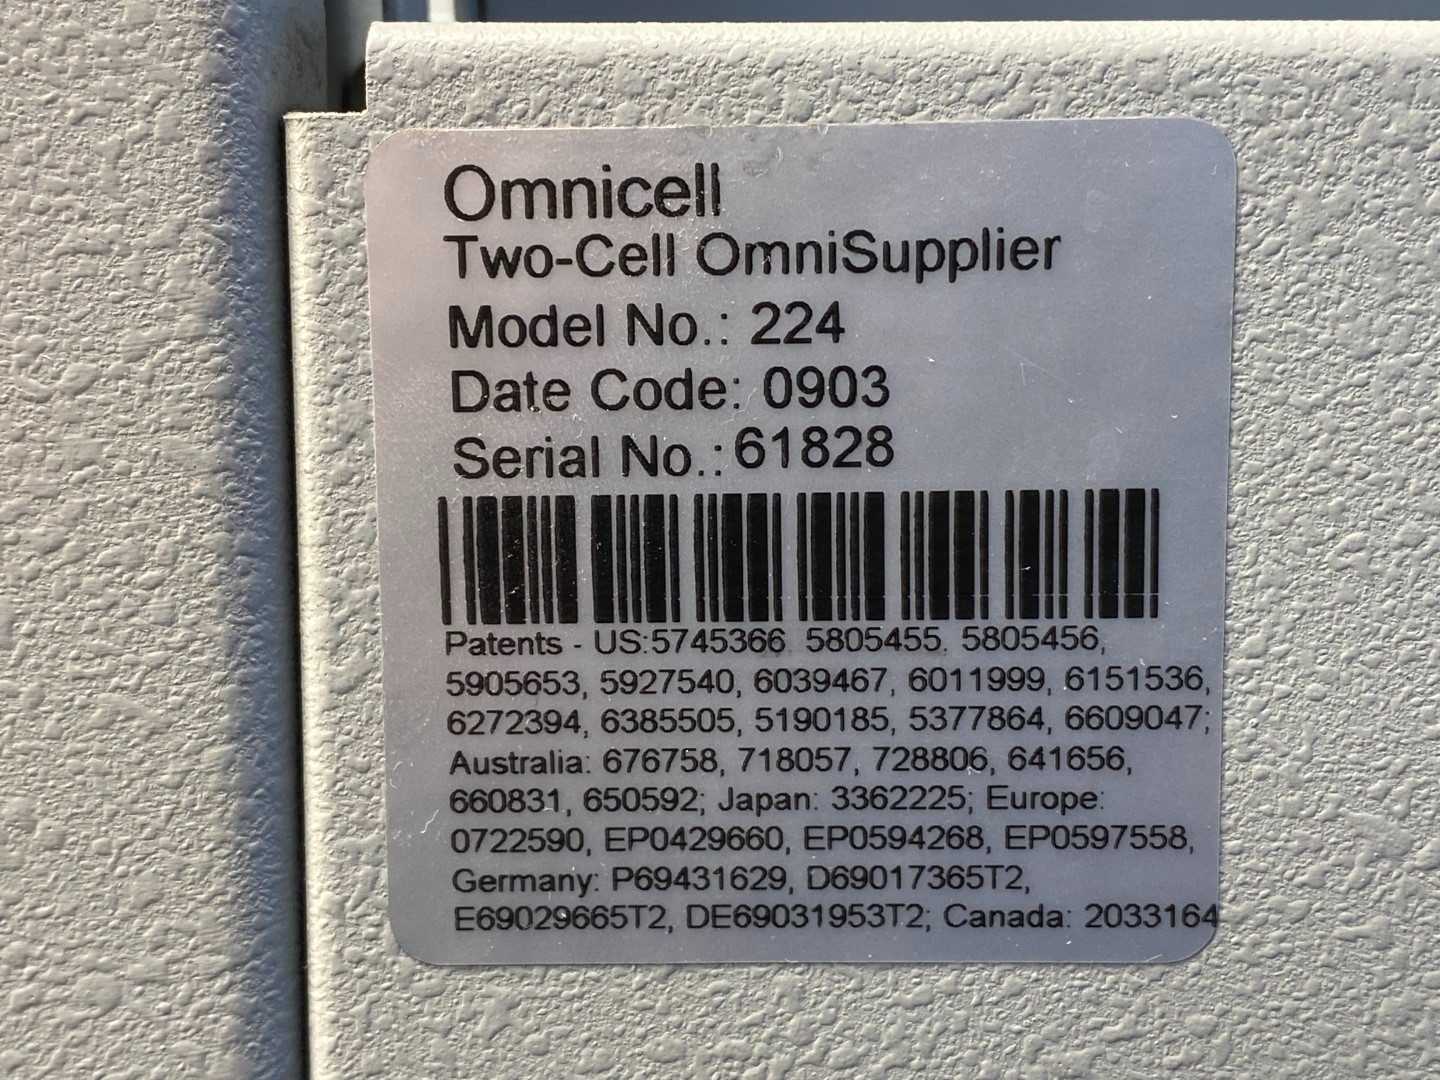 Omnicell
Two-Cell OmniSupplier
Model No.: 224
Date Code: 0903
Serial No.: 61828
Patents - US:5745366, 5805455, 5805456,
5905653, 5927540, 6039467, 6011999, 6151536,
6272394, 6385505, 5190185, 5377864, 6609047;
Australia: 676758, 718057, 728806, 641656,
660831, 650592; Japan: 3362225; Europe:
0722590, EP0429660, EP0594268, EP0597558,
Germany: P69431629, D69017365T2,
E69029665T2, DE69031953T2; Canada: 2033164